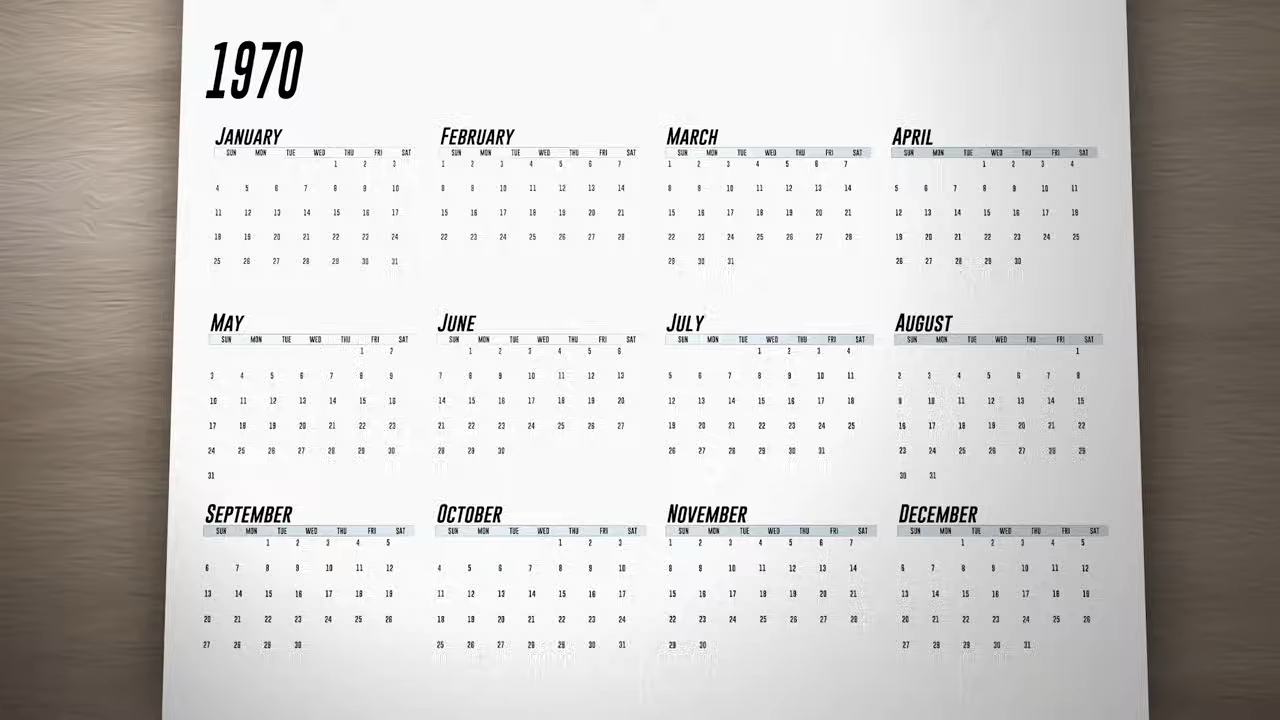 1970
JANUARY
SUN MON TUE WED THU FRI SAT
1 2 3
4 5 6 7 8 9 10
11 12 13 14 15 16 17
18 19 20 21 22 23 24
25 26 27 28 29 30 31
FEBRUARY
SUN MON TUE WED THU FRI SAT
1 2 3 4 5 6 7
8 9 10 11 12 13 14
15 16 17 18 19 20 21
22 23 24 25 26 27 28
MARCH
SUN MON TUE WED THU FRI SAT
1 2 3 4 5 6 7
8 9 10 11 12 13 14
15 16 17 18 19 20 21
22 23 24 25 26 27 28
29 30 31
APRIL
SUN MON TUE WED THU FRI SAT
1 2 3 4
5 6 7 8 9 10 11
12 13 14 15 16 17 18
19 20 21 22 23 24 25
26 27 28 29 30
MAY
SUN MON TUE WED THU FRI SAT
1 2
3 4 5 6 7 8 9
10 11 12 13 14 15 16
17 18 19 20 21 22 23
24 25 26 27 28 29 30
31
JUNE
SUN MON TUE WED THU FRI SAT
1 2 3 4 5 6
7 8 9 10 11 12 13
14 15 16 17 18 19 20
21 22 23 24 25 26 27
28 29 30
JULY
SUN MON TUE WED THU FRI SAT
1 2 3 4
5 6 7 8 9 10 11
12 13 14 15 16 17 18
19 20 21 22 23 24 25
26 27 28 29 30 31
AUGUST
SUN MON TUE WED THU FRI SAT
1
2 3 4 5 6 7 8
9 10 11 12 13 14 15
16 17 18 19 20 21 22
23 24 25 26 27 28 29
30 31
SEPTEMBER
SUN MON TUE WED THU FRI SAT
1 2 3 4 5
6 7 8 9 10 11 12
13 14 15 16 17 18 19
20 21 22 23 24 25 26
27 28 29 30
OCTOBER
SUN MON TUE WED THU FRI SAT
1 2 3
4 5 6 7 8 9 10
11 12 13 14 15 16 17
18 19 20 21 22 23 24
25 26 27 28 29 30 31
NOVEMBER
SUN MON TUE WED THU FRI SAT
1 2 3 4 5 6 7
8 9 10 11 12 13 14
15 16 17 18 19 20 21
22 23 24 25 26 27 28
29 30
DECEMBER
SUN MON TUE WED THU FRI SAT
1 2 3 4 5
6 7 8 9 10 11 12
13 14 15 16 17 18 19
20 21 22 23 24 25 26
27 28 29 30 31